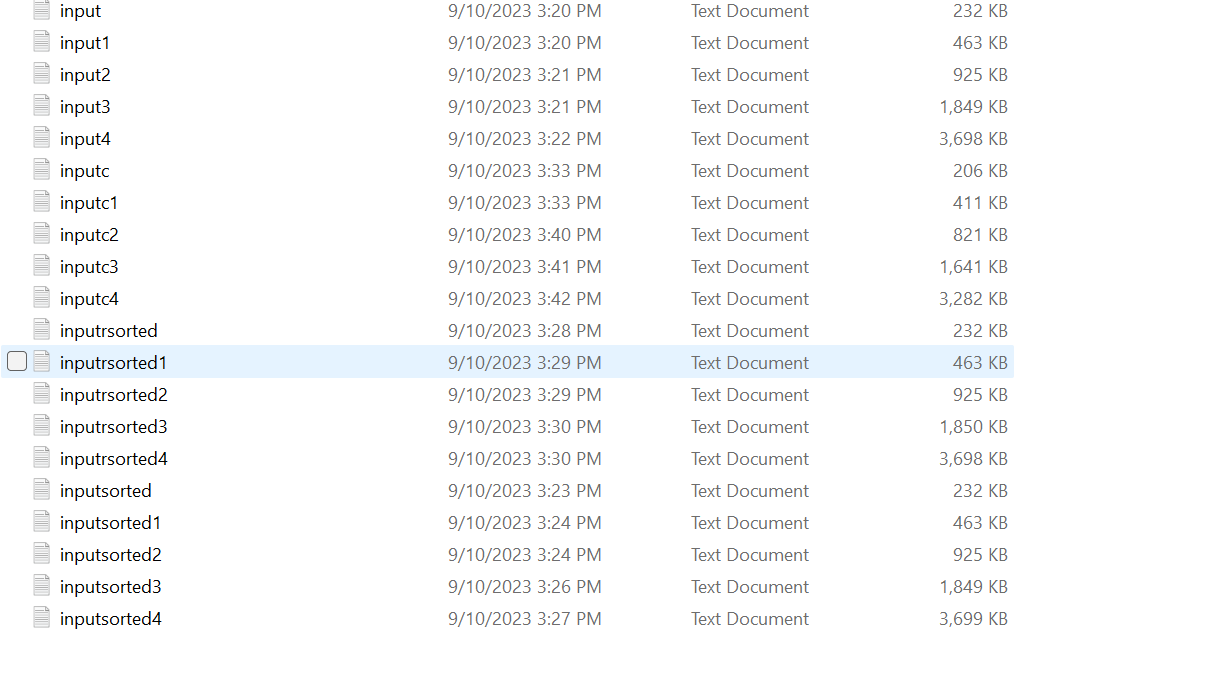 input 9/10/2023 3:20 PM Text Document 232 KB
input1 9/10/2023 3:20 PM Text Document 463 KB
input2 9/10/2023 3:21 PM Text Document 925 KB
input3 9/10/2023 3:21 PM Text Document 1,849 KB
input4 9/10/2023 3:22 PM Text Document 3,698 KB
inputc 9/10/2023 3:33 PM Text Document 206 KB
inputc1 9/10/2023 3:33 PM Text Document 411 KB
inputc2 9/10/2023 3:40 PM Text Document 821 KB
inputc3 9/10/2023 3:41 PM Text Document 1,641 KB
inputc4 9/10/2023 3:42 PM Text Document 3,282 KB
inputrsorted 9/10/2023 3:28 PM Text Document 232 KB
inputrsorted1 9/10/2023 3:29 PM Text Document 463 KB
inputrsorted2 9/10/2023 3:29 PM Text Document 925 KB
inputrsorted3 9/10/2023 3:30 PM Text Document 1,850 KB
inputrsorted4 9/10/2023 3:30 PM Text Document 3,698 KB
inputsorted 9/10/2023 3:23 PM Text Document 232 KB
inputsorted1 9/10/2023 3:24 PM Text Document 463 KB
inputsorted2 9/10/2023 3:24 PM Text Document 925 KB
inputsorted3 9/10/2023 3:26 PM Text Document 1,849 KB
inputsorted4 9/10/2023 3:27 PM Text Document 3,699 KB